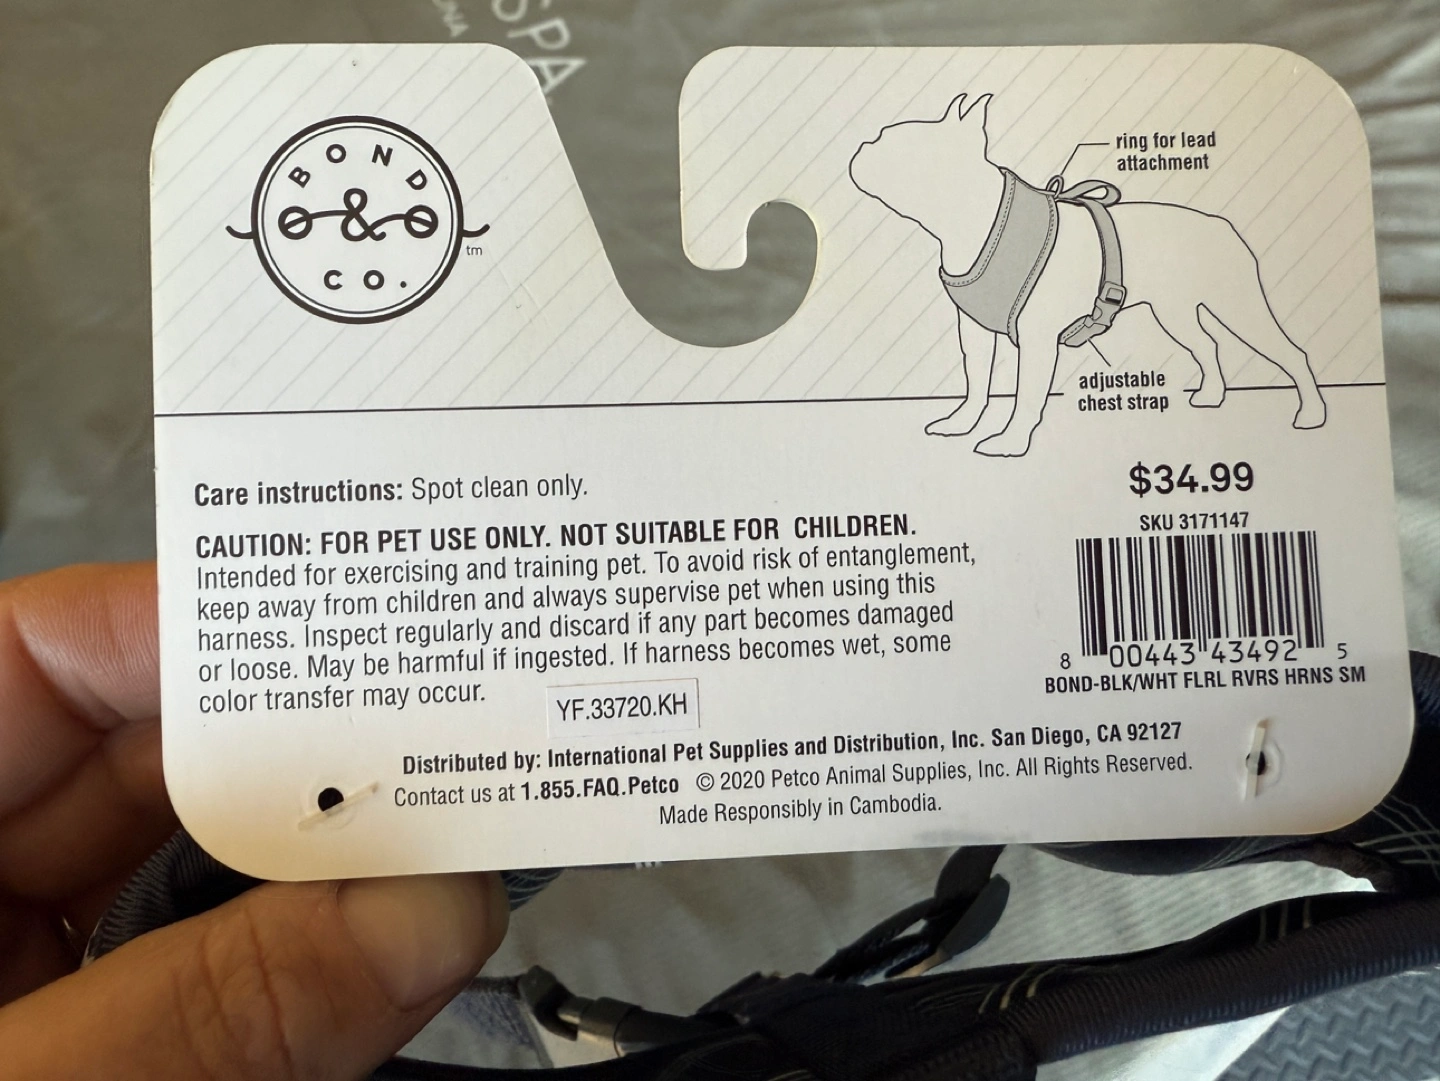 SPA
BOND
&
CO.
tm
ring for lead
attachment
adjustable
chest strap
Care instructions: Spot clean only.
CAUTION: FOR PET USE ONLY. NOT SUITABLE FOR CHILDREN.
Intended for exercising and training pet. To avoid risk of entanglement,
keep away from children and always supervise pet when using this
harness. Inspect regularly and discard if any part becomes damaged
or loose. May be harmful if ingested. If harness becomes wet, some
color transfer may occur.
YF.33720.KH
$34.99
SKU 3171147
8 00443 43492 5
BOND-BLK/WHT FLRL RVRS HRNS SM
Distributed by: International Pet Supplies and Distribution, Inc. San Diego, CA 92127
Contact us at 1.855.FAQ.Petco © 2020 Petco Animal Supplies, Inc. All Rights Reserved.
Made Responsibly in Cambodia.